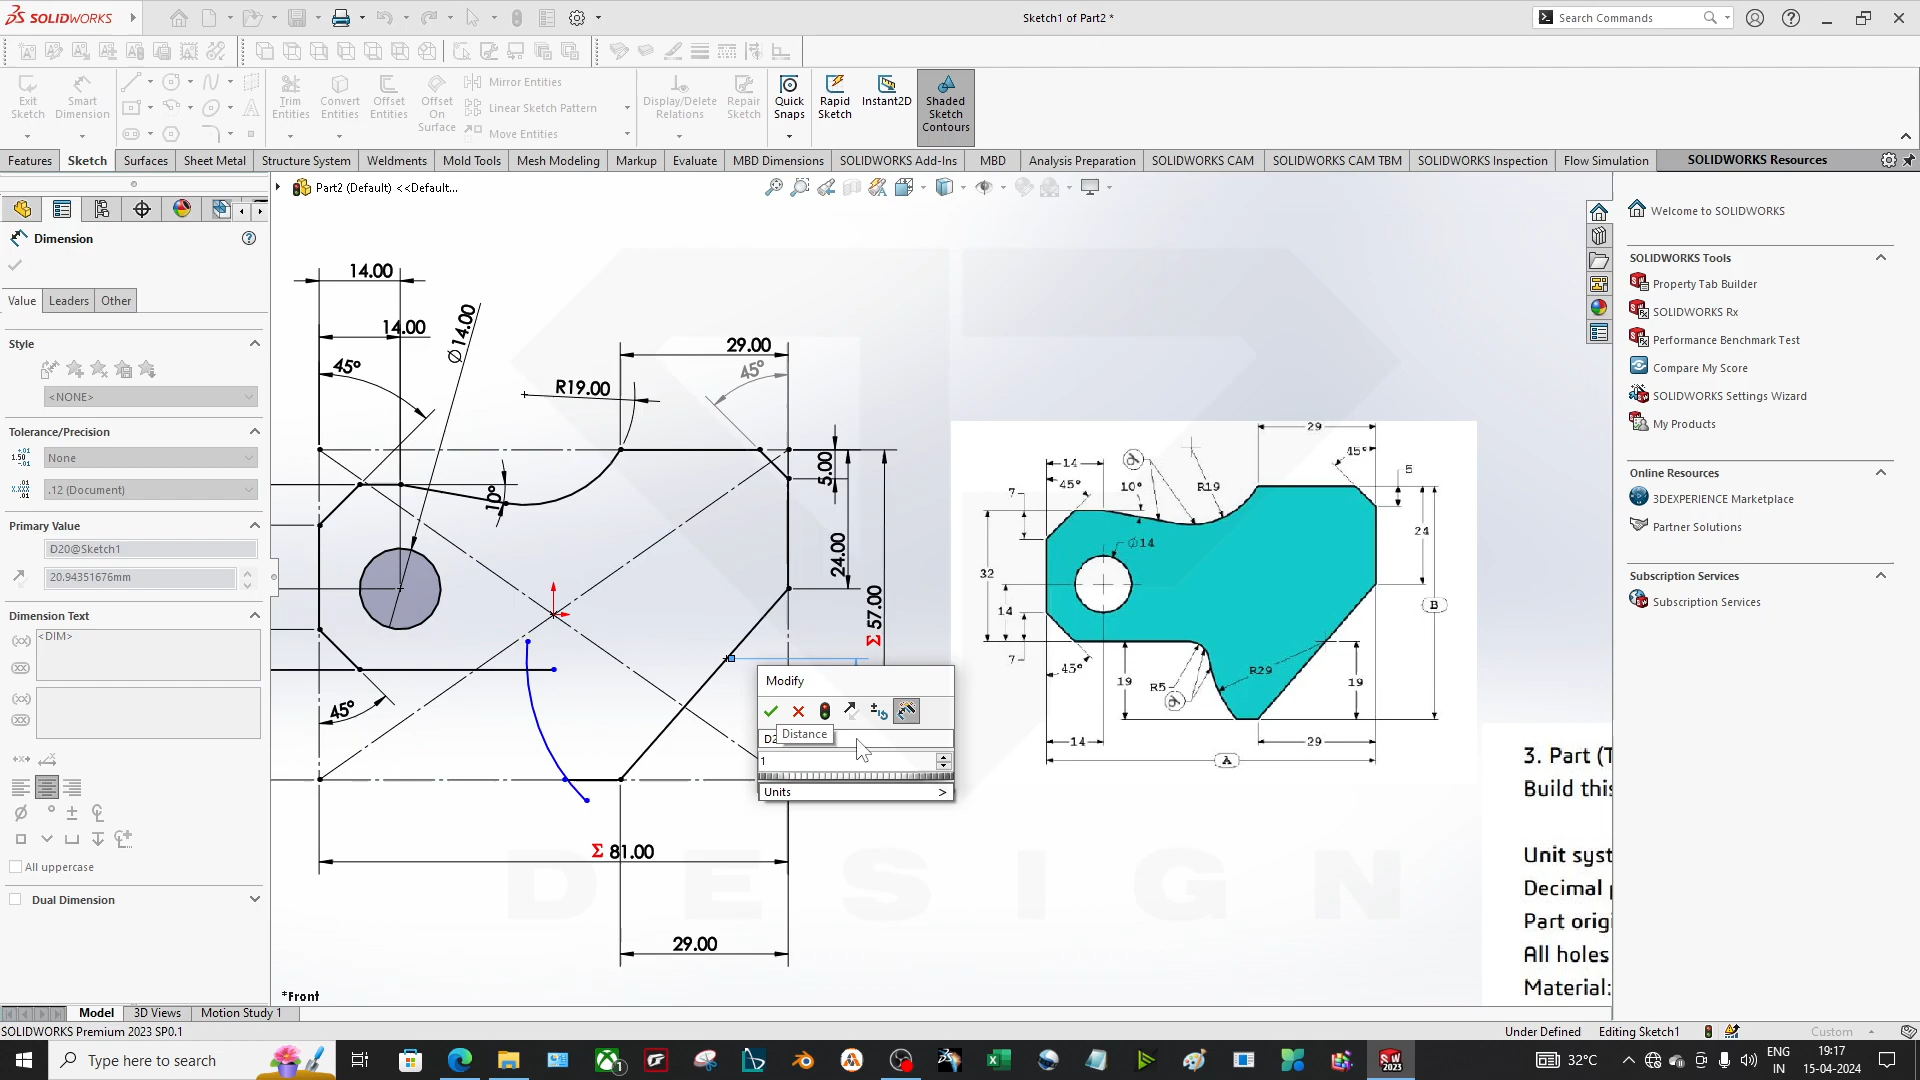 SOLIDWORKS
Sketch1 of Part2 *
Search Commands
Exit Sketch
Smart Dimension
Trim Entities
Convert Entities
Offset Entities
Offset On Surface
Mirror Entities
Linear Sketch Pattern
Move Entities
Display/Delete Relations
Repair Sketch
Quick Snaps
Rapid Sketch
Instant2D
Shaded Sketch Contours
Features
Sketch
Surfaces
Sheet Metal
Structure System
Weldments
Mold Tools
Mesh Modeling
Markup
Evaluate
MBD Dimensions
SOLIDWORKS Add-Ins
MBD
Analysis Preparation
SOLIDWORKS CAM
SOLIDWORKS CAM TBM
SOLIDWORKS Inspection
Flow Simulation
SOLIDWORKS Resources
Part2 (Default) <<Default...
Dimension
Value
Leaders
Other
Style
<NONE>
Tolerance/Precision
None
.12 (Document)
Primary Value
D20@Sketch1
20.94351676mm
Dimension Text
<DIM>
All uppercase
Dual Dimension
14.00
14.00
45°
Ø14.00
R19.00
29.00
45°
10°
5.00
24.00
Σ 57.00
45°
Σ 81.00
29.00
Modify
Distance
D2
1
Units >
DESIGN
*Front
29
45°
5
14
45°
7
10°
R19
24
Ø14
32
14
7
45°
B
R29
19
R5
19
14
29
A
3. Part (T
Build this
Unit syst
Decimal p
Part origi
All holes
Material:
Welcome to SOLIDWORKS
SOLIDWORKS Tools
Property Tab Builder
SOLIDWORKS Rx
Performance Benchmark Test
Compare My Score
SOLIDWORKS Settings Wizard
My Products
Online Resources
3DEXPERIENCE Marketplace
Partner Solutions
Subscription Services
Subscription Services
Model
3D Views
Motion Study 1
SOLIDWORKS Premium 2023 SP0.1
Under Defined
Editing Sketch1
Custom
Type here to search
32°C
ENG
IN
19:17
15-04-2024